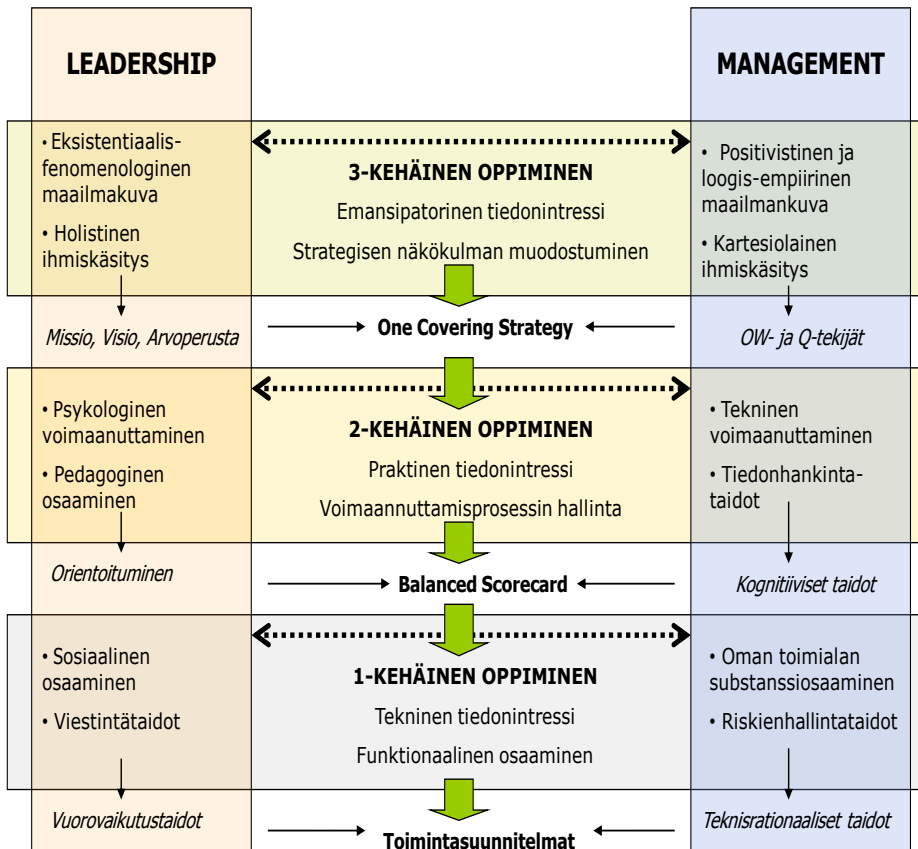 LEADERSHIP
MANAGEMENT
• Eksistentiaalis-
fenomenologinen
maailmakuva
• Holistinen
ihmiskäsitys
3-KEHÄINEN OPPIMINEN
Emansipatorinen tiedonintressi
Strategisen näkökulman muodostuminen
• Positivistinen ja
loogis-empiirinen
maailmankuva
• Kartesiolainen
ihmiskäsitys
Missio, Visio, Arvoperusta
One Covering Strategy
OW- ja Q-tekijät
• Psykologinen
voimaanuttaminen
• Pedagoginen
osaaminen
2-KEHÄINEN OPPIMINEN
Praktinen tiedonintressi
Voimaannuttamisprosessin hallinta
• Tekninen
voimaanuttaminen
• Tiedonhankinta-
taidot
Orientoituminen
Balanced Scorecard
Kognitiiviset taidot
• Sosiaalinen
osaaminen
• Viestintätaidot
1-KEHÄINEN OPPIMINEN
Tekninen tiedonintressi
Funktionaalinen osaaminen
• Oman toimialan
substanssiosaaminen
• Riskienhallintataidot
Vuorovaikutustaidot
Toimintasuunnitelmat
Teknisrationaaliset taidot